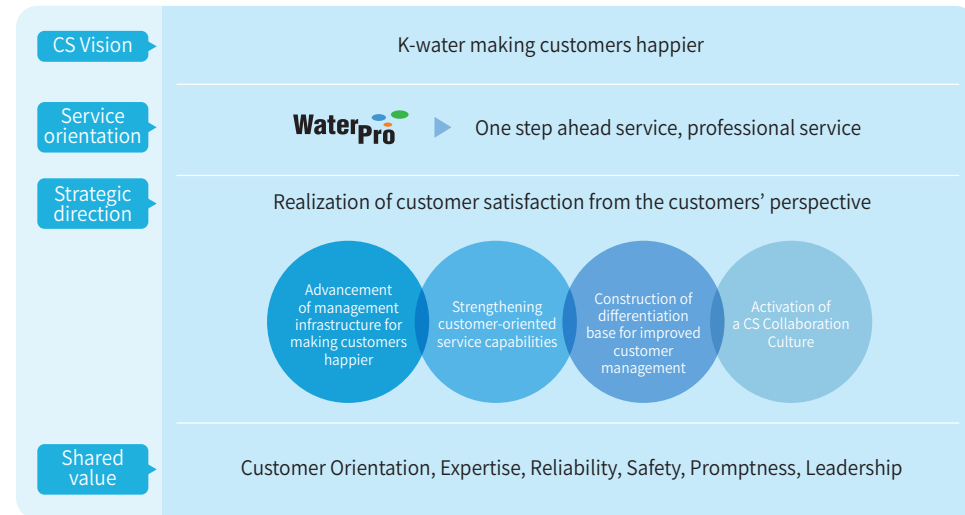 CS Vision
K-water making customers happier
Service
orientation
WaterPro
One step ahead service, professional service
Strategic
direction
Realization of customer satisfaction from the customers’ perspective
Advancement
of management
infrastructure for
making customers
happier
Strengthening
customer-oriented
service capabilities
Construction of
differentiation
base for improved
customer
management
Activation of
a CS Collaboration
Culture
Shared
value
Customer Orientation, Expertise, Reliability, Safety, Promptness, Leadership